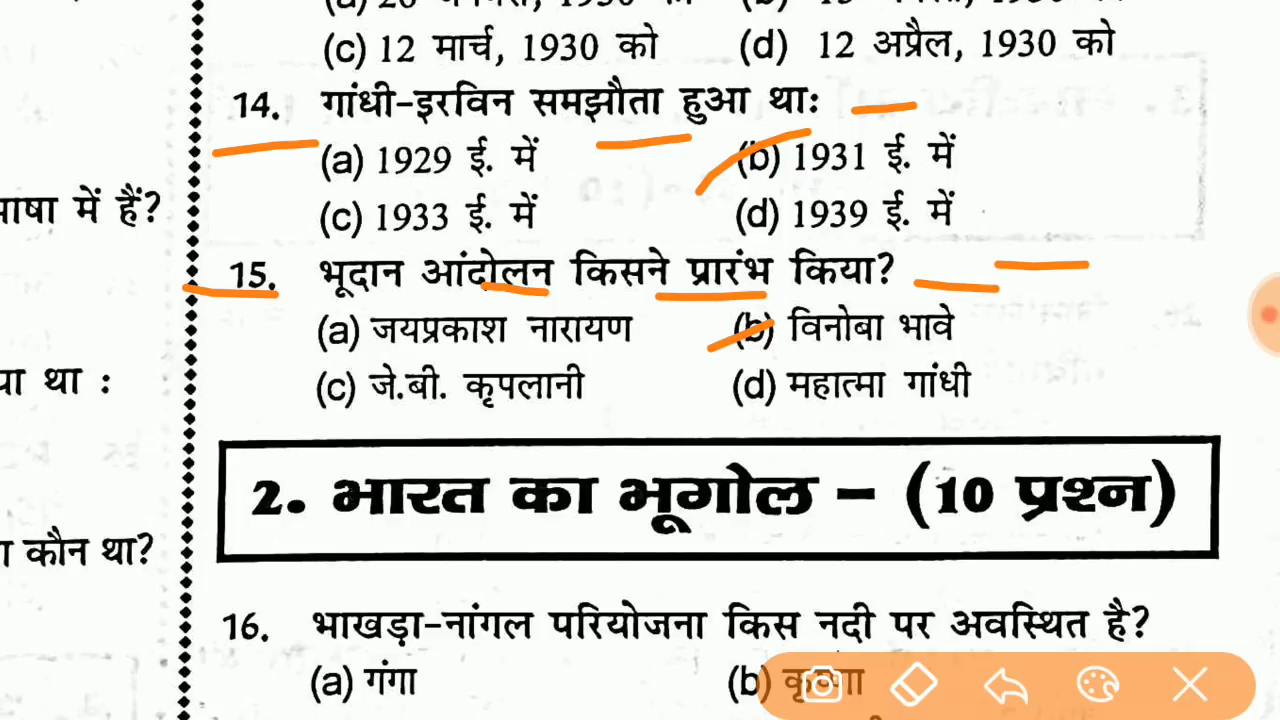 (c) 12 मार्च, 1930 को (d) 12 अप्रैल, 1930 को
14. गांधी-इरविन समझौता हुआ था:
(a) 1929 ई. में (b) 1931 ई. में
भाषा में हैं?
(c) 1933 ई. में (d) 1939 ई. में
15. भूदान आंदोलन किसने प्रारंभ किया?
(a) जयप्रकाश नारायण (b) विनोबा भावे
था :
(c) जे.बी. कृपलानी (d) महात्मा गांधी
2. भारत का भूगोल – (10 प्रश्न)
कौन था?
16. भाखड़ा-नांगल परियोजना किस नदी पर अवस्थित है?
(a) गंगा (b) कृष्णा